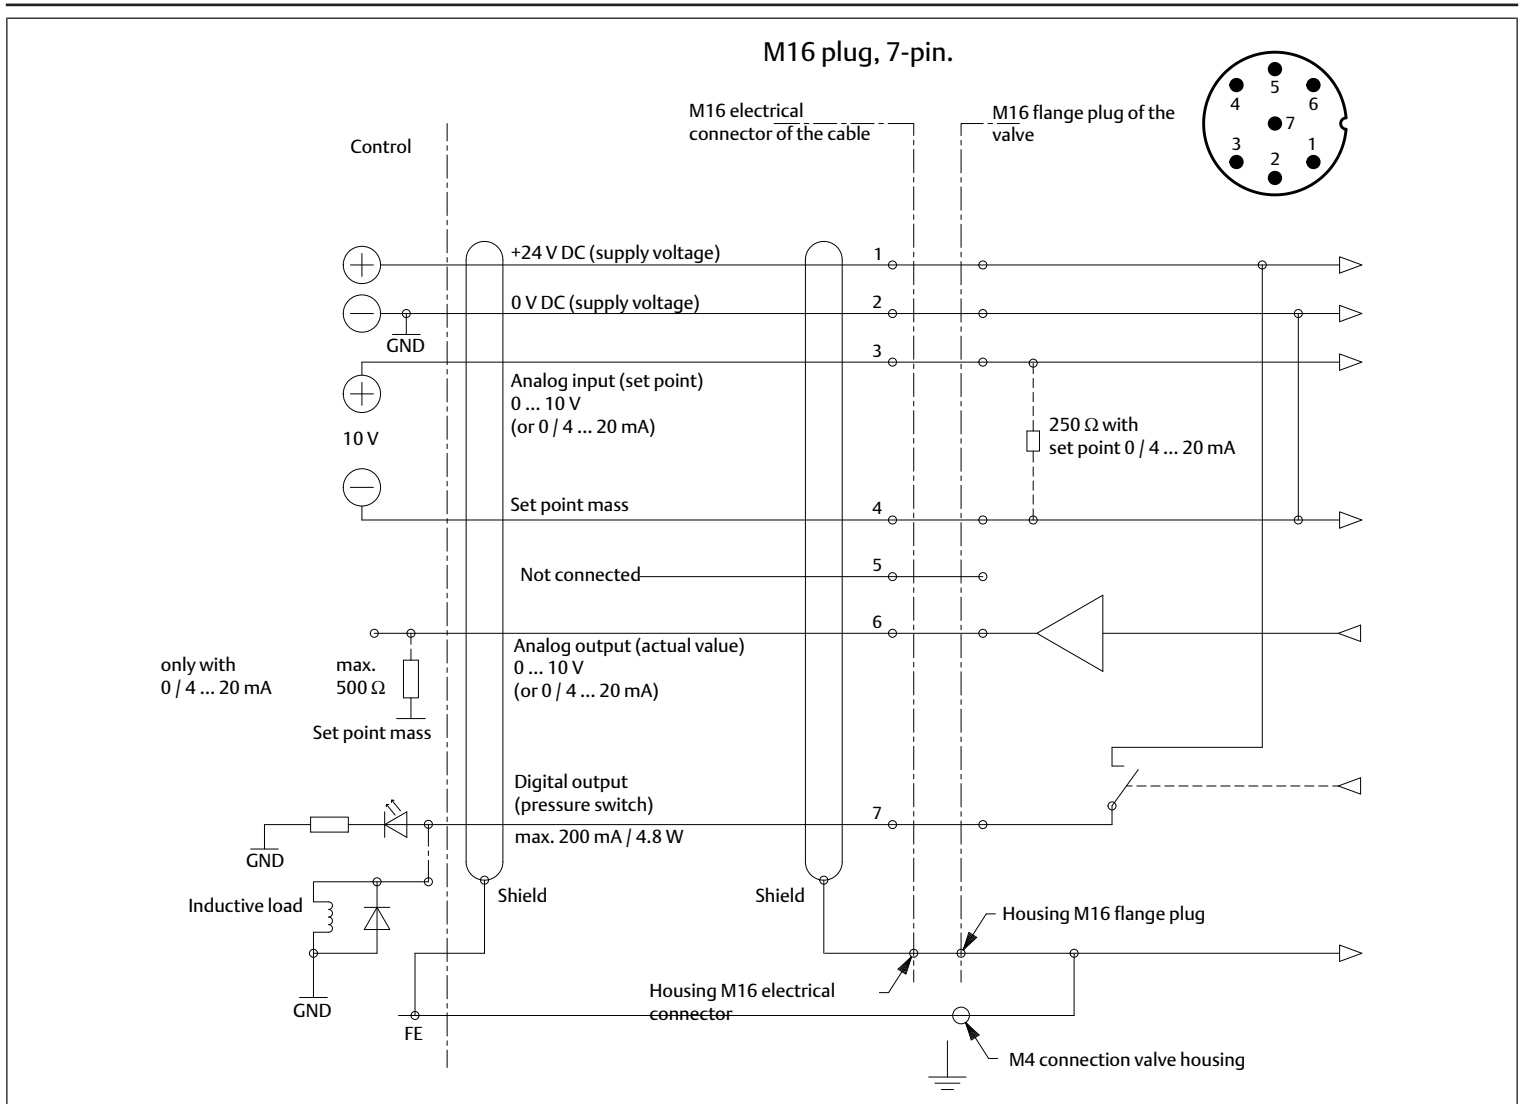 M16 plug, 7-pin.
5
4
6
7
3
2
1
M16 electrical
connector of the cable
M16 flange plug of the
valve
Control
+24 V DC (supply voltage)
1
0 V DC (supply voltage)
2
GND
3
Analog input (set point)
0 ... 10 V
(or 0 / 4 ... 20 mA)
10 V
250 Ω with
set point 0 / 4 ... 20 mA
Set point mass
4
Not connected
5
6
Analog output (actual value)
0 ... 10 V
(or 0 / 4 ... 20 mA)
only with
0 / 4 ... 20 mA
max.
500 Ω
Set point mass
Digital output
(pressure switch)
7
max. 200 mA / 4.8 W
GND
Inductive load
Shield
Shield
Housing M16 flange plug
GND
Housing M16 electrical
connector
FE
M4 connection valve housing